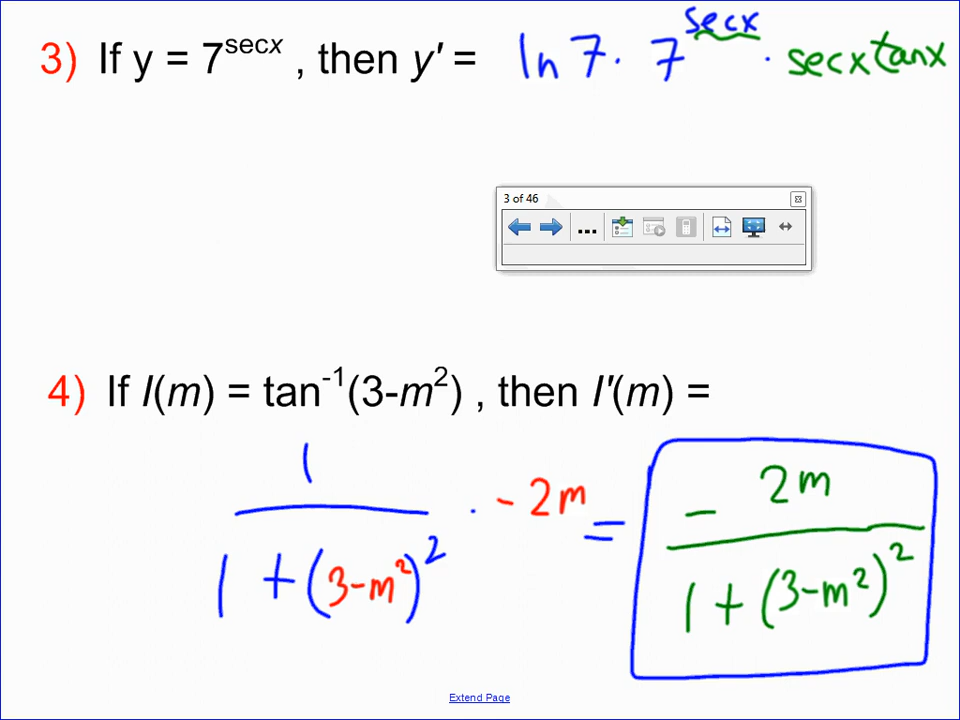 3) If y = 7^secx , then y' = ln 7 · 7^secx · secx tanx
3 of 46
...
4) If I(m) = tan^-1(3-m^2) , then I'(m) =
1 / (1 + (3-m^2)^2) · -2m = - 2m / (1 + (3-m^2)^2)
Extend Page